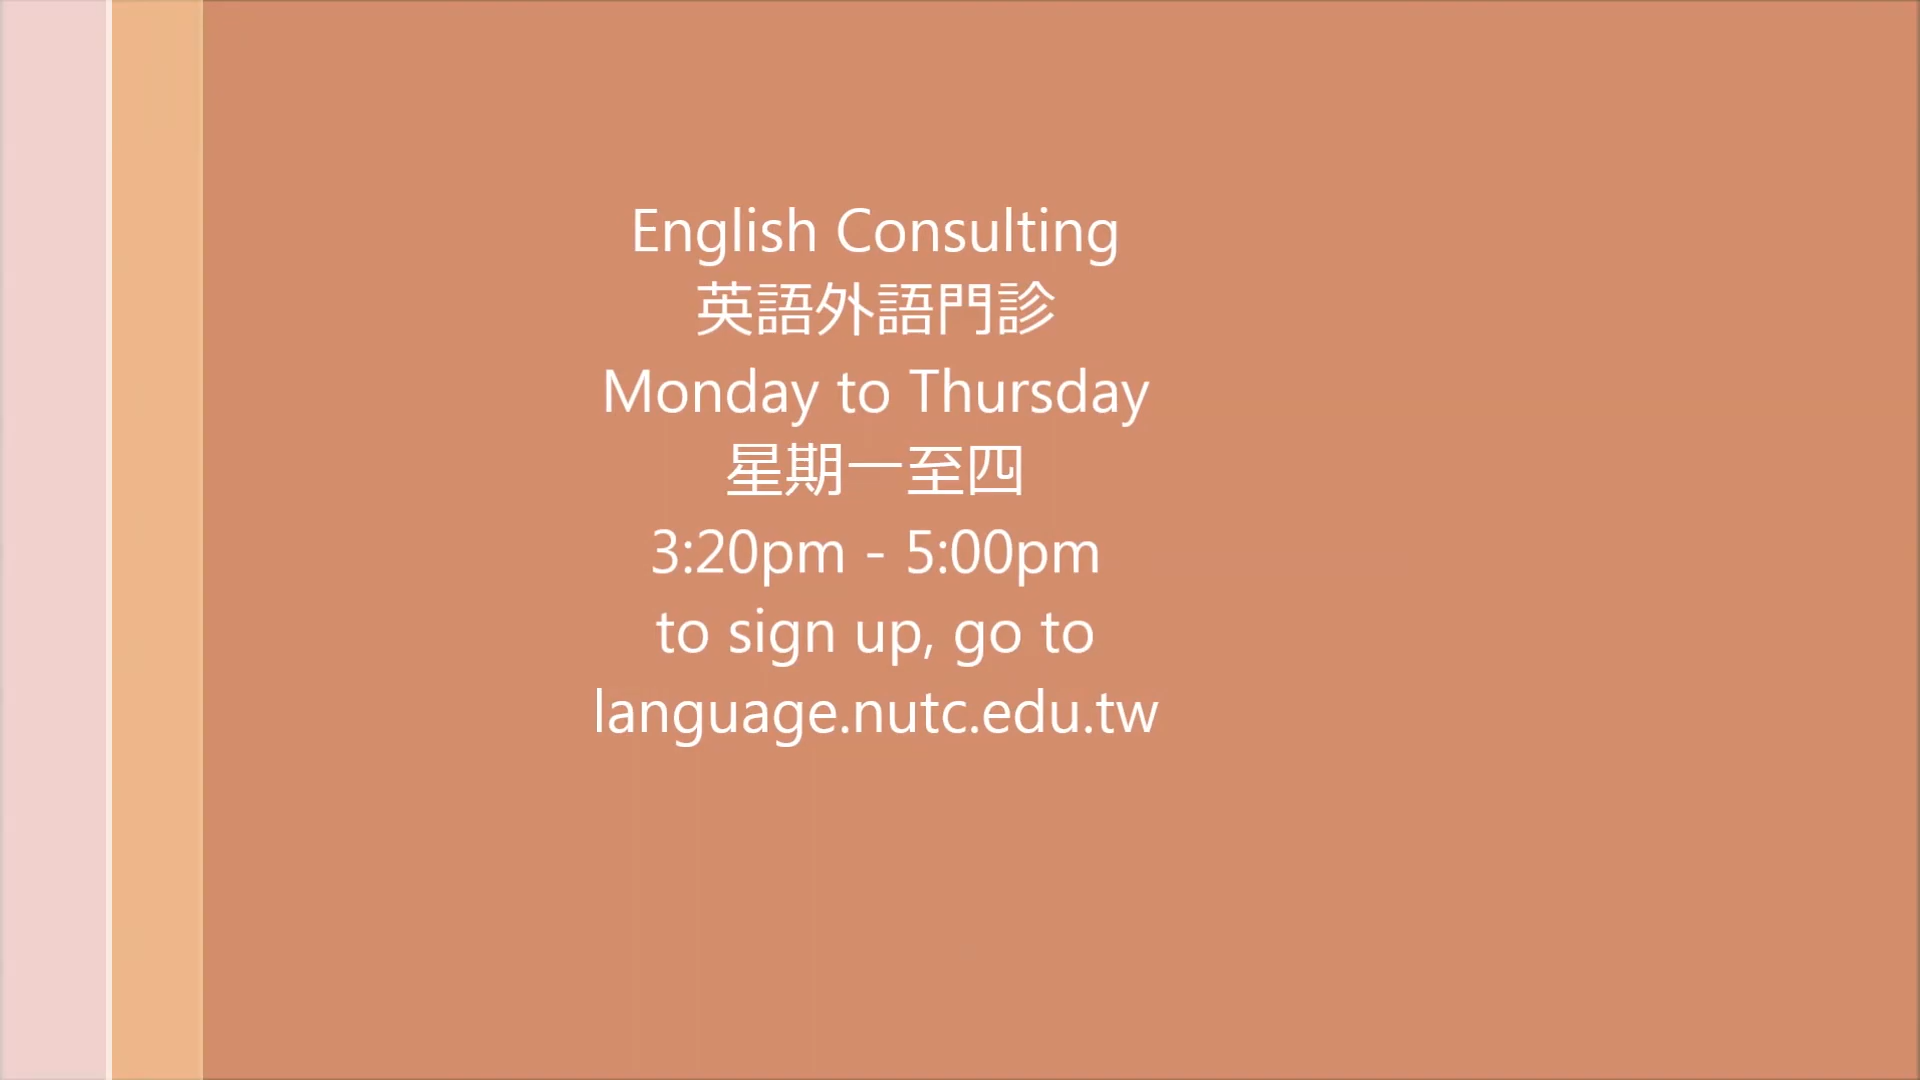 English Consulting
英語外語門診
Monday to Thursday
星期一至四
3:20pm - 5:00pm
to sign up, go to
language.nutc.edu.tw